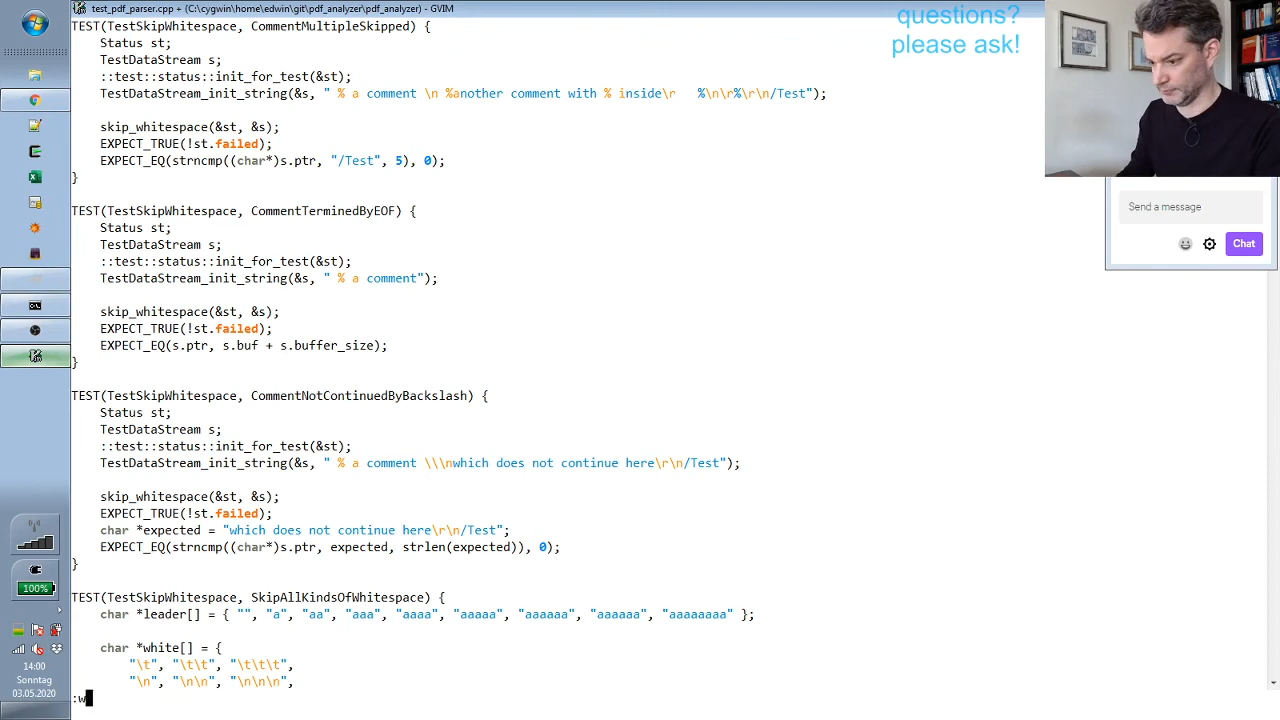 test_pdf_parser.cpp + (C:\cygwin\home\edwin\git\pdf_analyzer\pdf_analyzer) - GVIM
questions?
please ask!
TEST(TestSkipWhitespace, CommentMultipleSkipped) {
Status st;
TestDataStream s;
::test::status::init_for_test(&st);
TestDataStream_init_string(&s, " % a comment \n %another comment with % inside\r   %\n\r%\r\n/Test");
skip_whitespace(&st, &s);
EXPECT_TRUE(!st.failed);
EXPECT_EQ(strncmp((char*)s.ptr, "/Test", 5), 0);
}
TEST(TestSkipWhitespace, CommentTerminedByEOF) {
Status st;
TestDataStream s;
::test::status::init_for_test(&st);
TestDataStream_init_string(&s, " % a comment");
skip_whitespace(&st, &s);
EXPECT_TRUE(!st.failed);
EXPECT_EQ(s.ptr, s.buf + s.buffer_size);
}
TEST(TestSkipWhitespace, CommentNotContinuedByBackslash) {
Status st;
TestDataStream s;
::test::status::init_for_test(&st);
TestDataStream_init_string(&s, " % a comment \\\nwhich does not continue here\r\n/Test");
skip_whitespace(&st, &s);
EXPECT_TRUE(!st.failed);
char *expected = "which does not continue here\r\n/Test";
EXPECT_EQ(strncmp((char*)s.ptr, expected, strlen(expected)), 0);
}
TEST(TestSkipWhitespace, SkipAllKindsOfWhitespace) {
char *leader[] = { "", "a", "aa", "aaa", "aaaa", "aaaaa", "aaaaaa", "aaaaaa", "aaaaaaaa" };
char *white[] = {
"\t", "\t\t", "\t\t\t",
"\n", "\n\n", "\n\n\n",
:w
Send a message
Chat
100%
14:00
Sonntag
03.05.2020